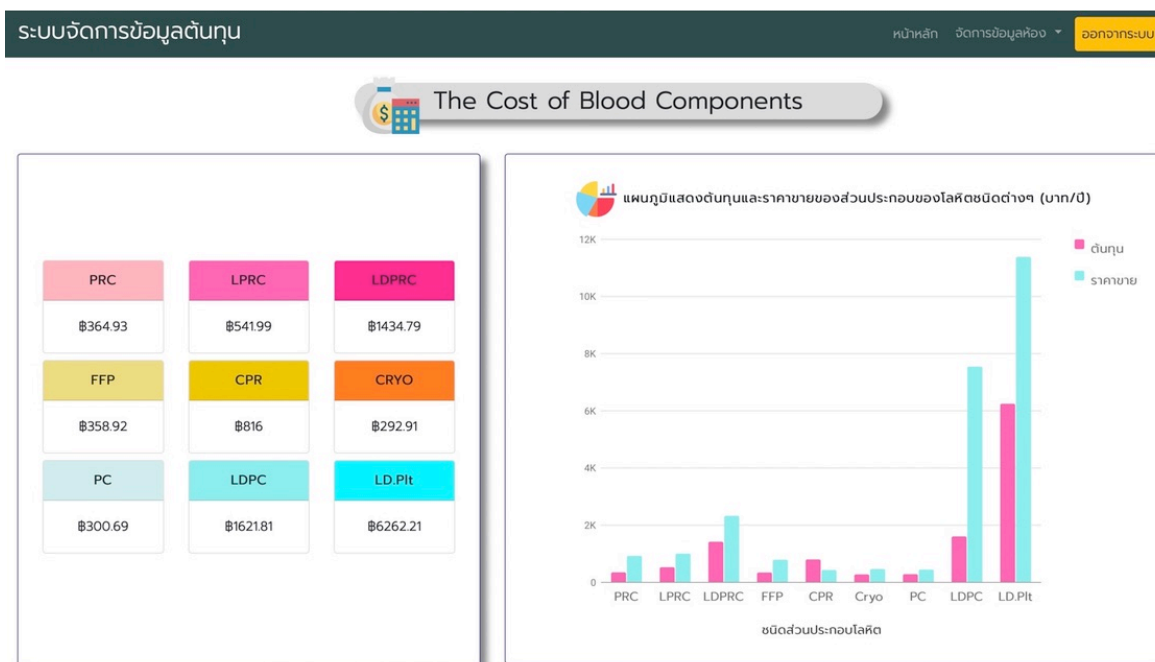 ระบบจัดการข้อมูลต้นทุน
หน้าหลัก จัดการข้อมูลห้อง ออกจากระบบ
The Cost of Blood Components
PRC LPRC LDPRC
฿364.93 ฿541.99 ฿1434.79
FFP CPR CRYO
฿358.92 ฿816 ฿292.91
PC LDPC LD.Plt
฿300.69 ฿1621.81 ฿6262.21
แผนภูมิแสดงต้นทุนและราคาขายของส่วนประกอบของโลหิตชนิดต่างๆ (บาท/ปี)
ต้นทุน
ราคาขาย
12K
10K
8K
6K
4K
2K
0
PRC LPRC LDPRC FFP CPR Cryo PC LDPC LD.Plt
ชนิดส่วนประกอบโลหิต